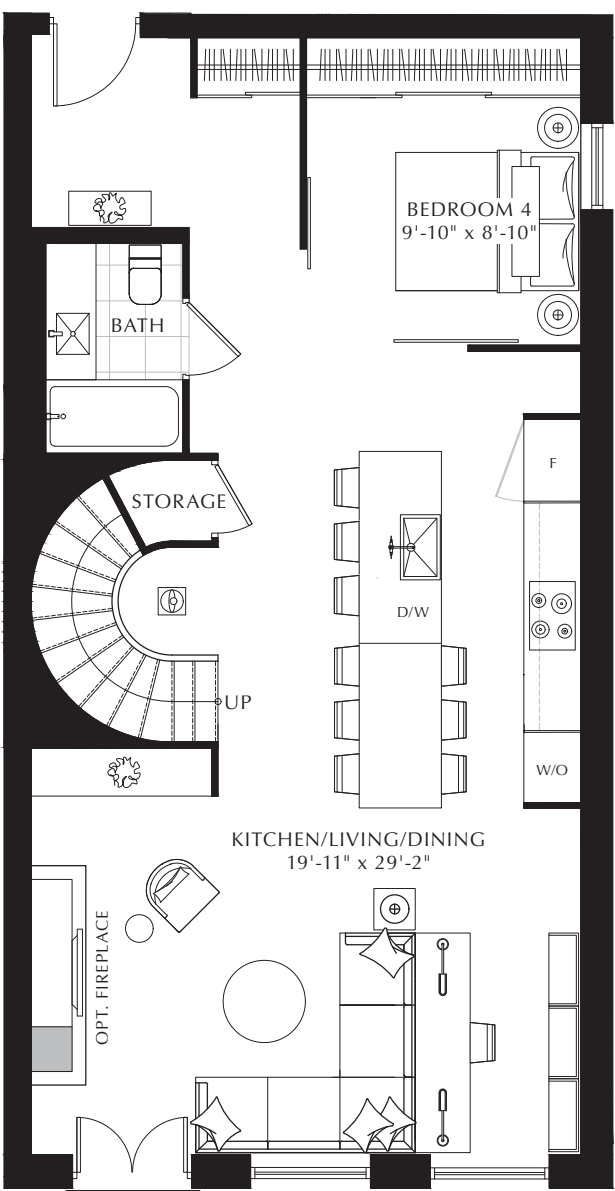 BEDROOM 4
9'-10" x 8'-10"
BATH
F
STORAGE
D/W
UP
W/O
KITCHEN/LIVING/DINING
19'-11" x 29'-2"
OPT. FIREPLACE